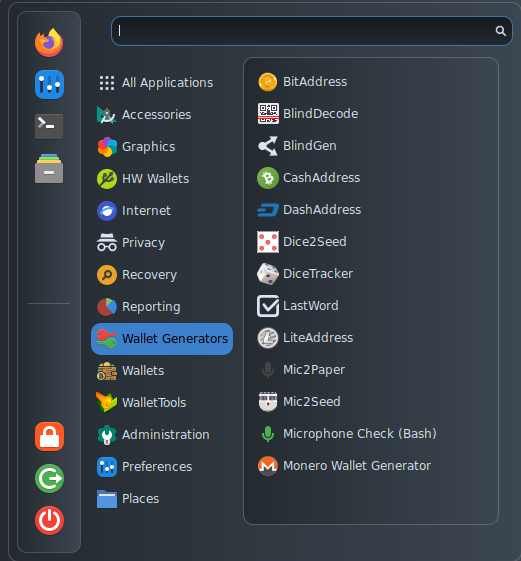 All Applications
Accessories
Graphics
HW Wallets
Internet
Privacy
Recovery
Reporting
Wallet Generators
Wallets
WalletTools
Administration
Preferences
Places
BitAddress
BlindDecode
BlindGen
CashAddress
DashAddress
Dice2Seed
DiceTracker
LastWord
LiteAddress
Mic2Paper
Mic2Seed
Microphone Check (Bash)
Monero Wallet Generator